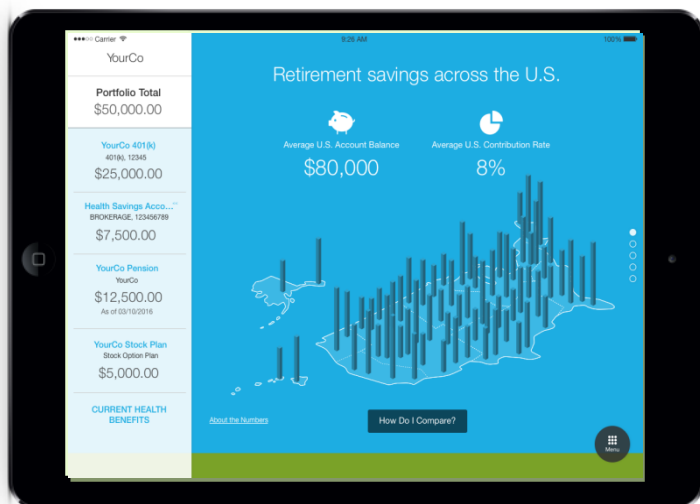 Carrier
9:26 AM
100%
YourCo
Portfolio Total
$50,000.00
YourCo 401(k)
401(k), 12345
$25,000.00
Health Savings Acco...
BROKERAGE, 123456789
$7,500.00
YourCo Pension
YourCo
$12,500.00
As of 03/10/2016
YourCo Stock Plan
Stock Option Plan
$5,000.00
CURRENT HEALTH
BENEFITS
Retirement savings across the U.S.
Average U.S. Account Balance
$80,000
Average U.S. Contribution Rate
8%
About the Numbers
How Do I Compare?
Menu